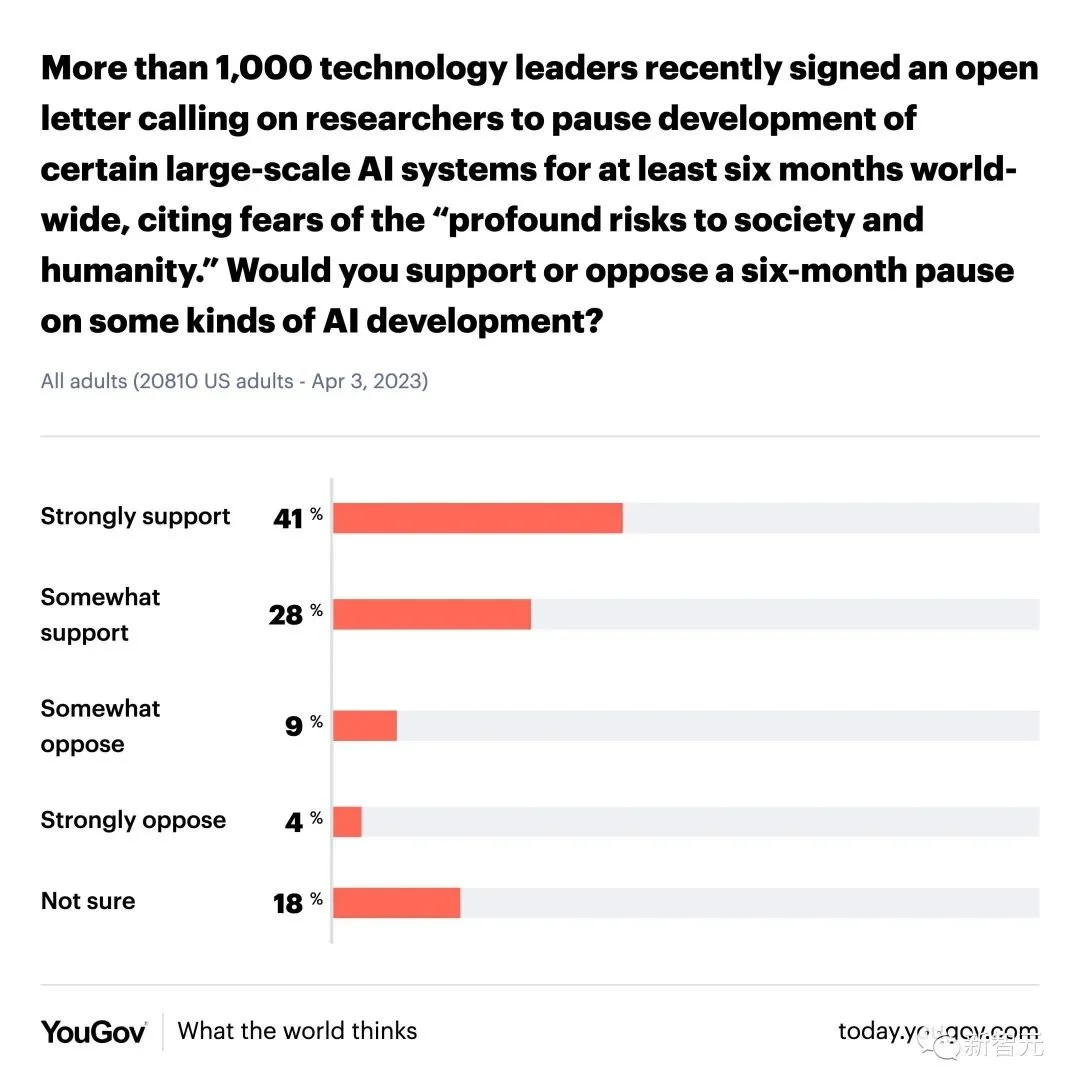 More than 1,000 technology leaders recently signed an open
letter calling on researchers to pause development of
certain large-scale AI systems for at least six months world-
wide, citing fears of the “profound risks to society and
humanity.” Would you support or oppose a six-month pause
on some kinds of AI development?
All adults (20810 US adults - Apr 3, 2023)
Strongly support 41 %
Somewhat
support 28 %
Somewhat
oppose 9 %
Strongly oppose 4 %
Not sure 18 %
YouGov What the world thinks
today.yougov.com
新智元